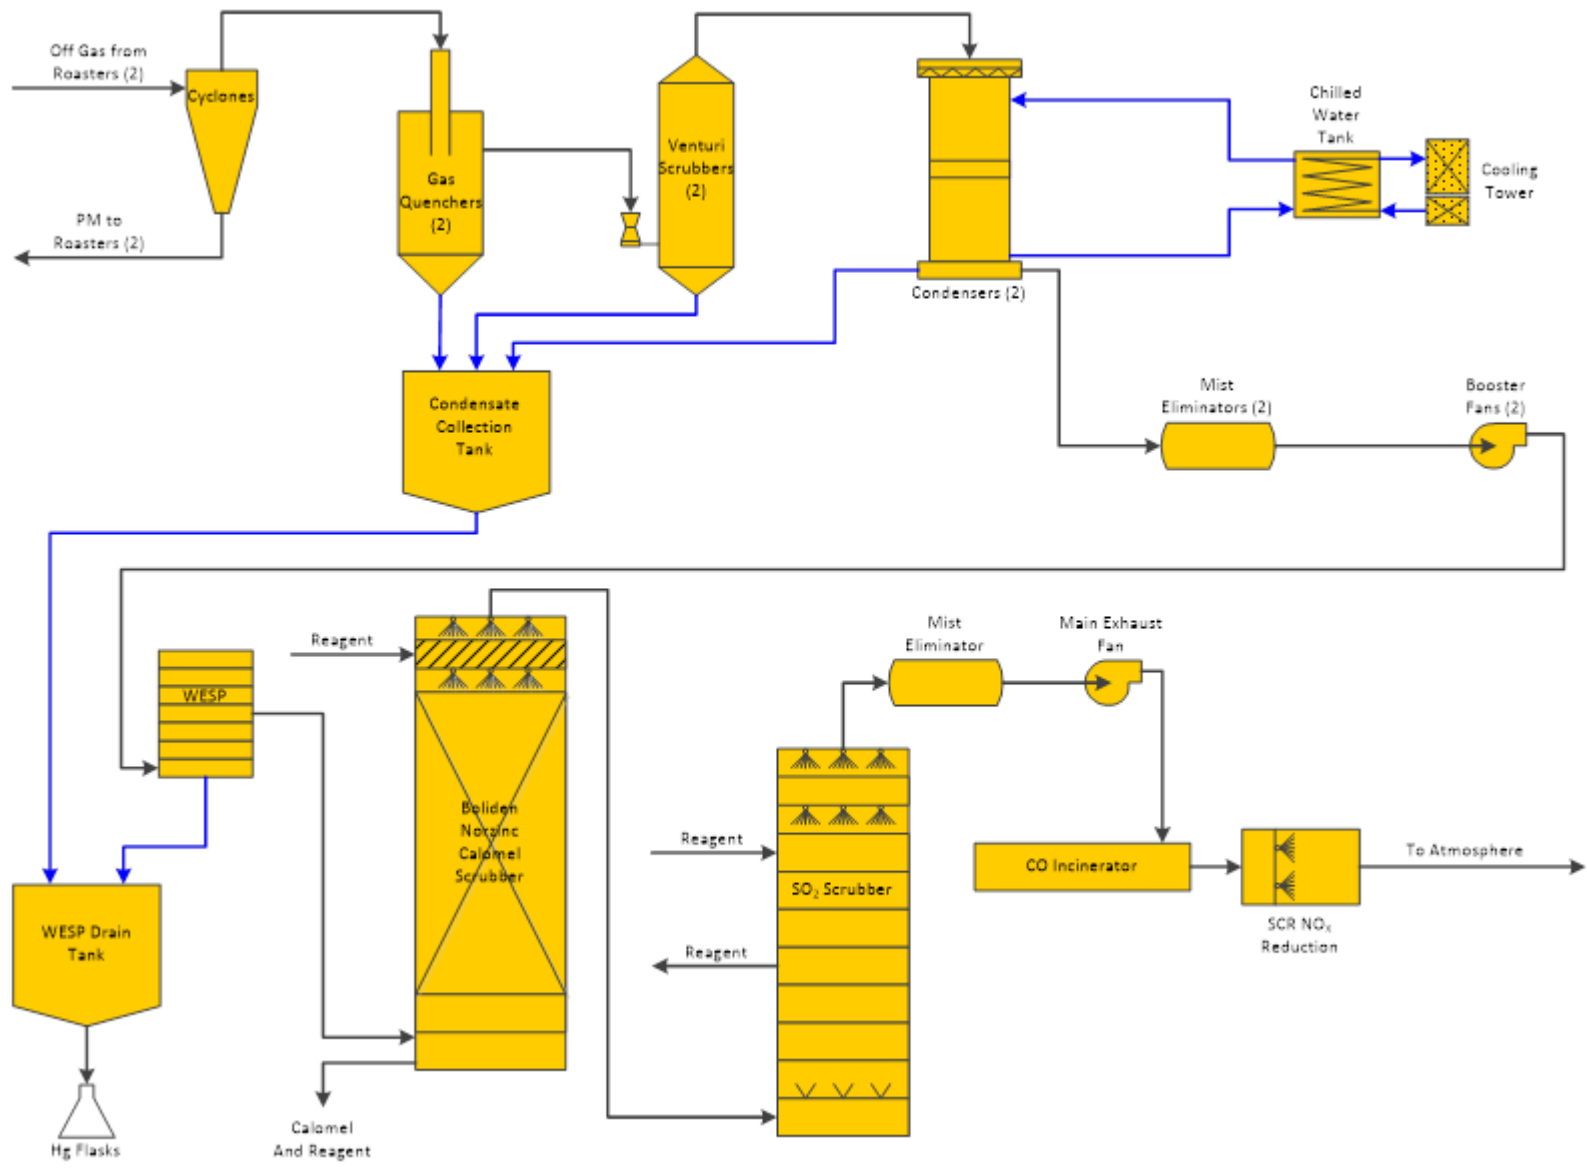 Off Gas from
Roasters (2)
Cyclones
PM to
Roasters (2)
Gas
Quenchers
(2)
Venturi
Scrubbers
(2)
Condensers (2)
Chilled
Water
Tank
Cooling
Tower
Condensate
Collection
Tank
Mist
Eliminators (2)
Booster
Fans (2)
WESP
Reagent
Boliden
Norzinc
Calomel
Scrubber
Mist
Eliminator
Main Exhaust
Fan
Reagent
SO₂ Scrubber
Reagent
CO Incinerator
To Atmosphere
SCR NOₓ
Reduction
WESP Drain
Tank
Hg Flasks
Calomel
And Reagent